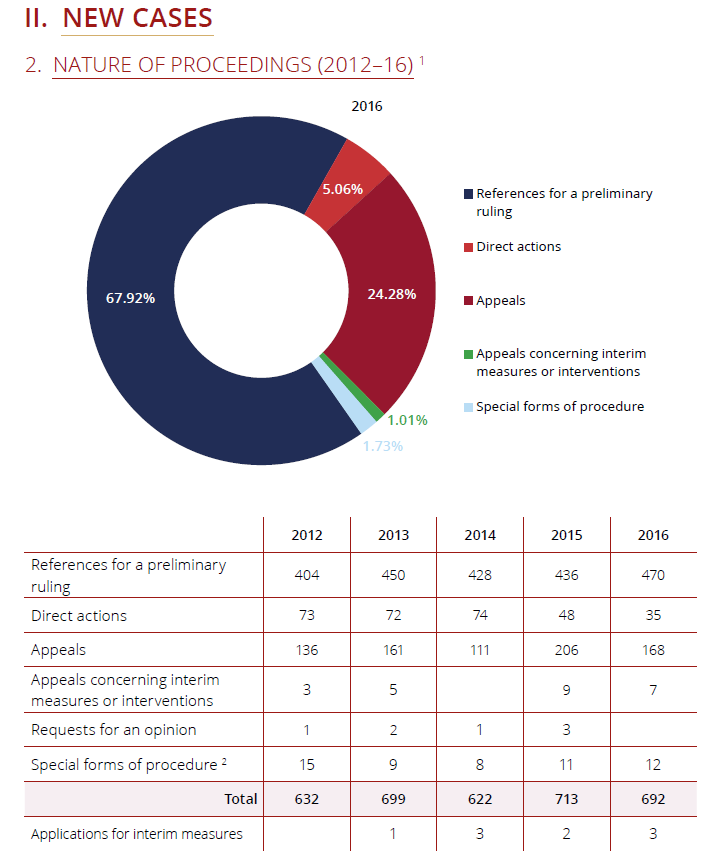 II. NEW CASES
2. NATURE OF PROCEEDINGS (2012–16) 1
2016
5.06%
67.92%
24.28%
1.01%
1.73%
References for a preliminary
ruling
Direct actions
Appeals
Appeals concerning interim
measures or interventions
Special forms of procedure
2012 2013 2014 2015 2016
References for a preliminary
ruling 404 450 428 436 470
Direct actions 73 72 74 48 35
Appeals 136 161 111 206 168
Appeals concerning interim
measures or interventions 3 5 9 7
Requests for an opinion 1 2 1 3
Special forms of procedure 2 15 9 8 11 12
Total 632 699 622 713 692
Applications for interim measures 1 3 2 3